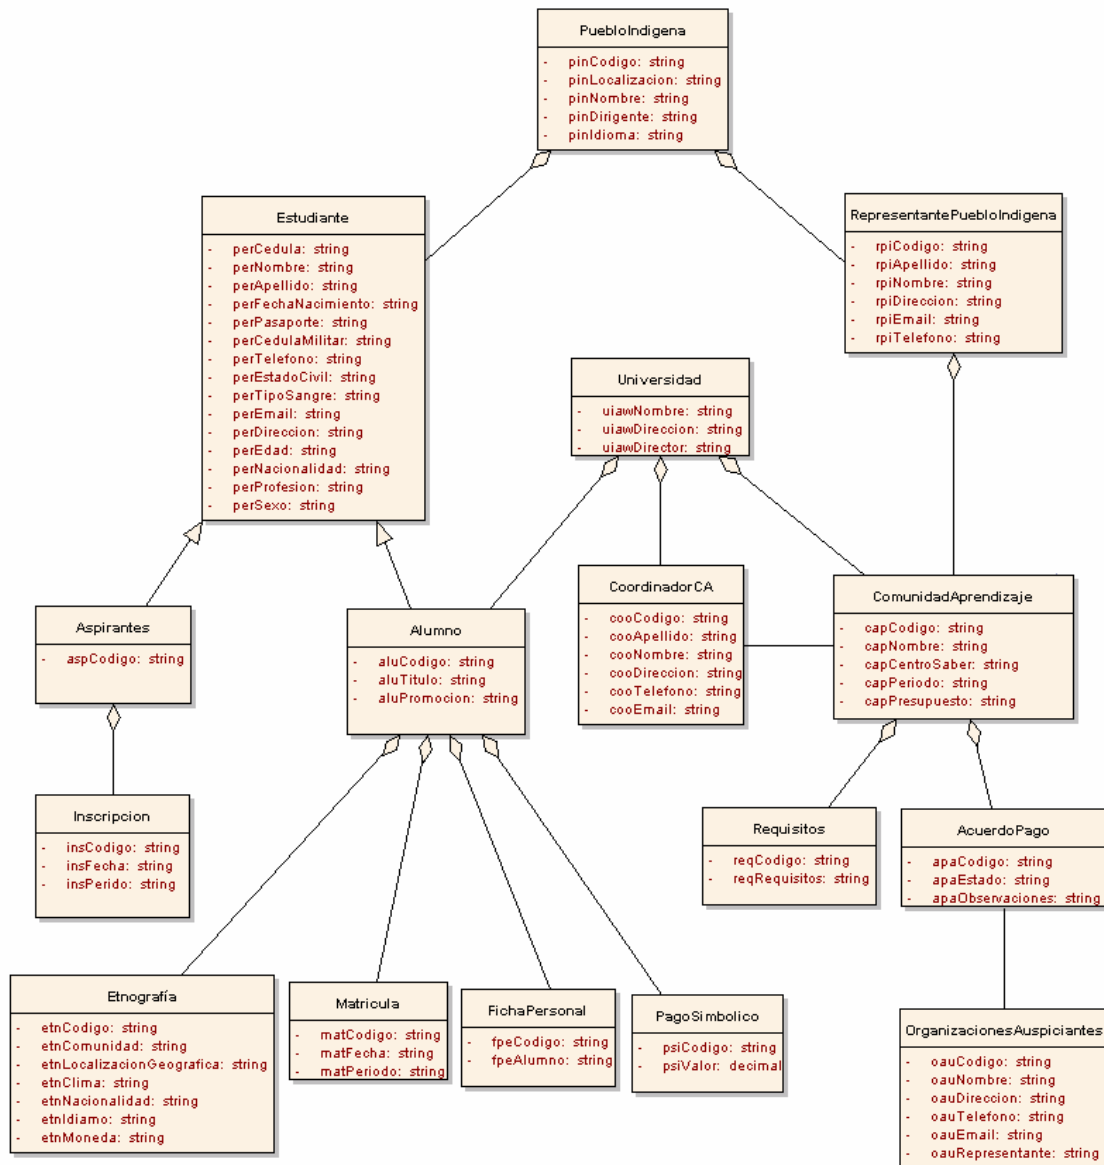 PuebloIndigena
- pinCodigo: string
- pinLocalizacion: string
- pinNombre: string
- pinDirigente: string
- pinIdioma: string
Estudiante
- perCedula: string
- perNombre: string
- perApellido: string
- perFechaNacimiento: string
- perPasaporte: string
- perCedulaMilitar: string
- perTelefono: string
- perEstadoCivil: string
- perTipoSangre: string
- perEmail: string
- perDireccion: string
- perEdad: string
- perNacionalidad: string
- perProfesion: string
- perSexo: string
RepresentantePuebloIndigena
- rpiCodigo: string
- rpiApellido: string
- rpiNombre: string
- rpiDireccion: string
- rpiEmail: string
- rpiTelefono: string
Universidad
- uiawNombre: string
- uiawDireccion: string
- uiawDirector: string
Aspirantes
- aspCodigo: string
Alumno
- aluCodigo: string
- aluTitulo: string
- aluPromocion: string
CoordinadorCA
- cooCodigo: string
- cooApellido: string
- cooNombre: string
- cooDireccion: string
- cooTelefono: string
- cooEmail: string
ComunidadAprendizaje
- capCodigo: string
- capNombre: string
- capCentroSaber: string
- capPeriodo: string
- capPresupuesto: string
Inscripcion
- insCodigo: string
- insFecha: string
- insPerido: string
Requisitos
- reqCodigo: string
- reqRequisitos: string
AcuerdoPago
- apaCodigo: string
- apaEstado: string
- apaObservaciones: string
Etnografía
- etnCodigo: string
- etnComunidad: string
- etnLocalizacionGeografica: string
- etnClima: string
- etnNacionalidad: string
- etnIdiamo: string
- etnMoneda: string
Matricula
- matCodigo: string
- matFecha: string
- matPeriodo: string
FichaPersonal
- fpeCodigo: string
- fpeAlumno: string
PagoSimbolico
- psiCodigo: string
- psiValor: decimal
OrganizacionesAuspiciantes
- oauCodigo: string
- oauNombre: string
- oauDireccion: string
- oauTelefono: string
- oauEmail: string
- oauRepresentante: string